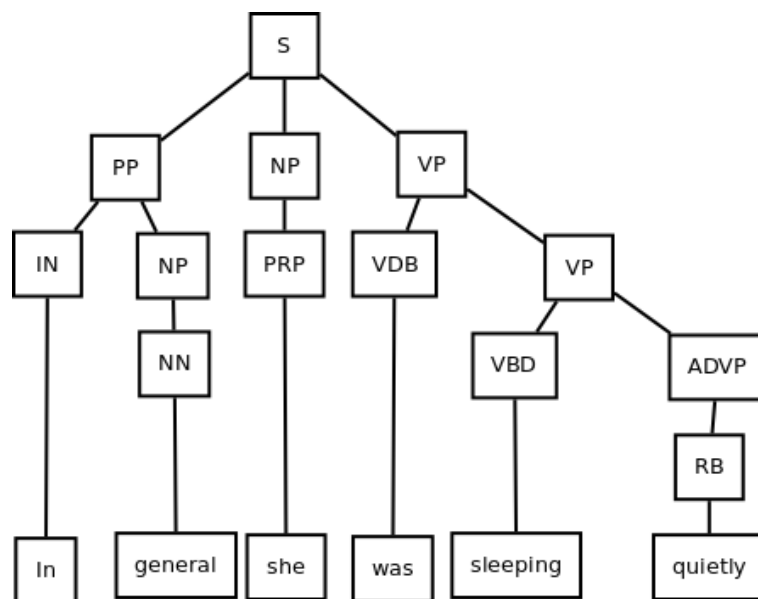 S
PP NP VP
IN NP PRP VDB VP
NN VBD ADVP
RB
In general she was sleeping quietly